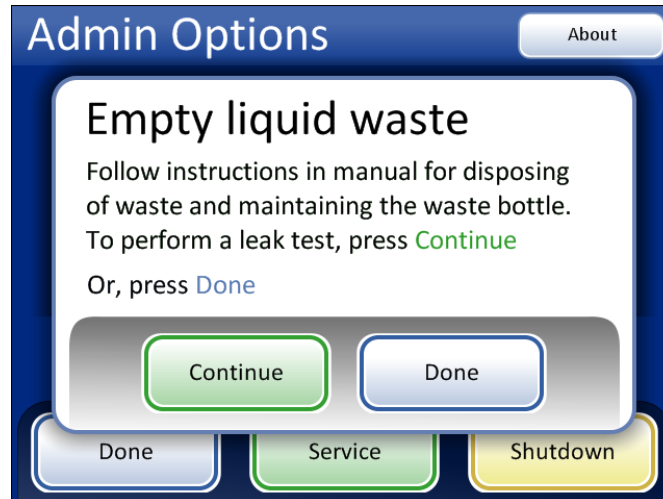 Admin Options
About
Empty liquid waste
Follow instructions in manual for disposing
of waste and maintaining the waste bottle.
To perform a leak test, press Continue
Or, press Done
Continue
Done
Done
Service
Shutdown